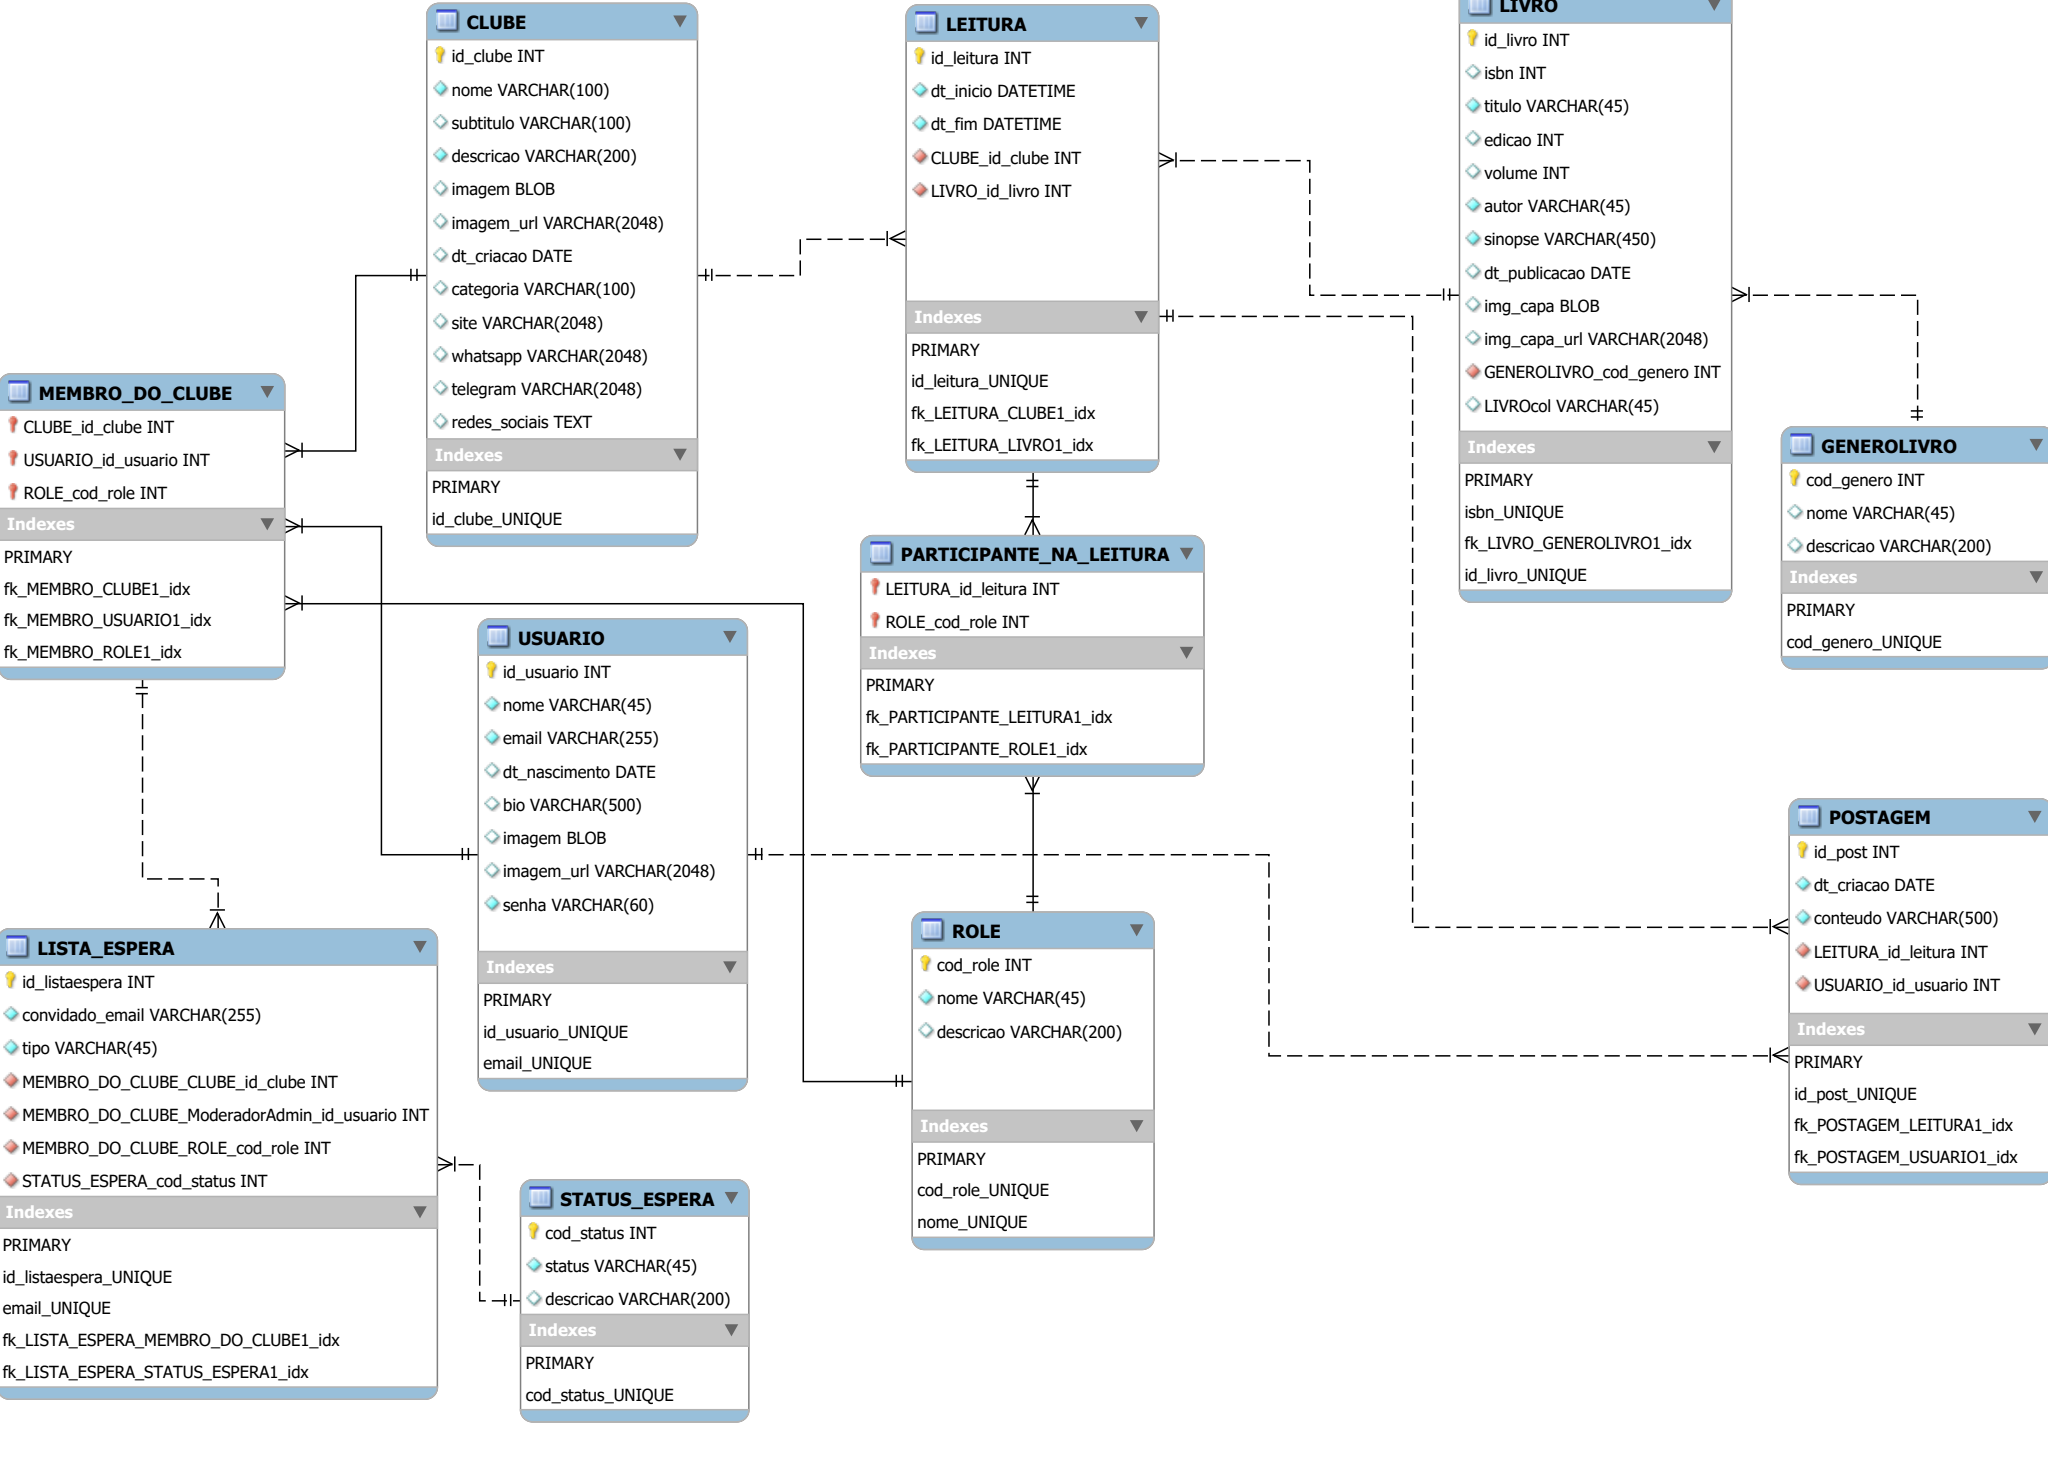 CLUBE
id_clube INT
nome VARCHAR(100)
subtitulo VARCHAR(100)
descricao VARCHAR(200)
imagem BLOB
imagem_url VARCHAR(2048)
dt_criacao DATE
categoria VARCHAR(100)
site VARCHAR(2048)
whatsapp VARCHAR(2048)
telegram VARCHAR(2048)
redes_sociais TEXT
Indexes
PRIMARY
id_clube_UNIQUE
LEITURA
id_leitura INT
dt_inicio DATETIME
dt_fim DATETIME
CLUBE_id_clube INT
LIVRO_id_livro INT
Indexes
PRIMARY
id_leitura_UNIQUE
fk_LEITURA_CLUBE1_idx
fk_LEITURA_LIVRO1_idx
LIVRO
id_livro INT
isbn INT
titulo VARCHAR(45)
edicao INT
volume INT
autor VARCHAR(45)
sinopse VARCHAR(450)
dt_publicacao DATE
img_capa BLOB
img_capa_url VARCHAR(2048)
GENEROLIVRO_cod_genero INT
LIVROcol VARCHAR(45)
Indexes
PRIMARY
isbn_UNIQUE
fk_LIVRO_GENEROLIVRO1_idx
id_livro_UNIQUE
MEMBRO_DO_CLUBE
CLUBE_id_clube INT
USUARIO_id_usuario INT
ROLE_cod_role INT
Indexes
PRIMARY
fk_MEMBRO_CLUBE1_idx
fk_MEMBRO_USUARIO1_idx
fk_MEMBRO_ROLE1_idx
GENEROLIVRO
cod_genero INT
nome VARCHAR(45)
descricao VARCHAR(200)
Indexes
PRIMARY
cod_genero_UNIQUE
PARTICIPANTE_NA_LEITURA
LEITURA_id_leitura INT
ROLE_cod_role INT
Indexes
PRIMARY
fk_PARTICIPANTE_LEITURA1_idx
fk_PARTICIPANTE_ROLE1_idx
USUARIO
id_usuario INT
nome VARCHAR(45)
email VARCHAR(255)
dt_nascimento DATE
bio VARCHAR(500)
imagem BLOB
imagem_url VARCHAR(2048)
senha VARCHAR(60)
Indexes
PRIMARY
id_usuario_UNIQUE
email_UNIQUE
POSTAGEM
id_post INT
dt_criacao DATE
conteudo VARCHAR(500)
LEITURA_id_leitura INT
USUARIO_id_usuario INT
Indexes
PRIMARY
id_post_UNIQUE
fk_POSTAGEM_LEITURA1_idx
fk_POSTAGEM_USUARIO1_idx
ROLE
cod_role INT
nome VARCHAR(45)
descricao VARCHAR(200)
Indexes
PRIMARY
cod_role_UNIQUE
nome_UNIQUE
LISTA_ESPERA
id_listaespera INT
convidado_email VARCHAR(255)
tipo VARCHAR(45)
MEMBRO_DO_CLUBE_CLUBE_id_clube INT
MEMBRO_DO_CLUBE_ModeradorAdmin_id_usuario INT
MEMBRO_DO_CLUBE_ROLE_cod_role INT
STATUS_ESPERA_cod_status INT
Indexes
PRIMARY
id_listaespera_UNIQUE
email_UNIQUE
fk_LISTA_ESPERA_MEMBRO_DO_CLUBE1_idx
fk_LISTA_ESPERA_STATUS_ESPERA1_idx
STATUS_ESPERA
cod_status INT
status VARCHAR(45)
descricao VARCHAR(200)
Indexes
PRIMARY
cod_status_UNIQUE